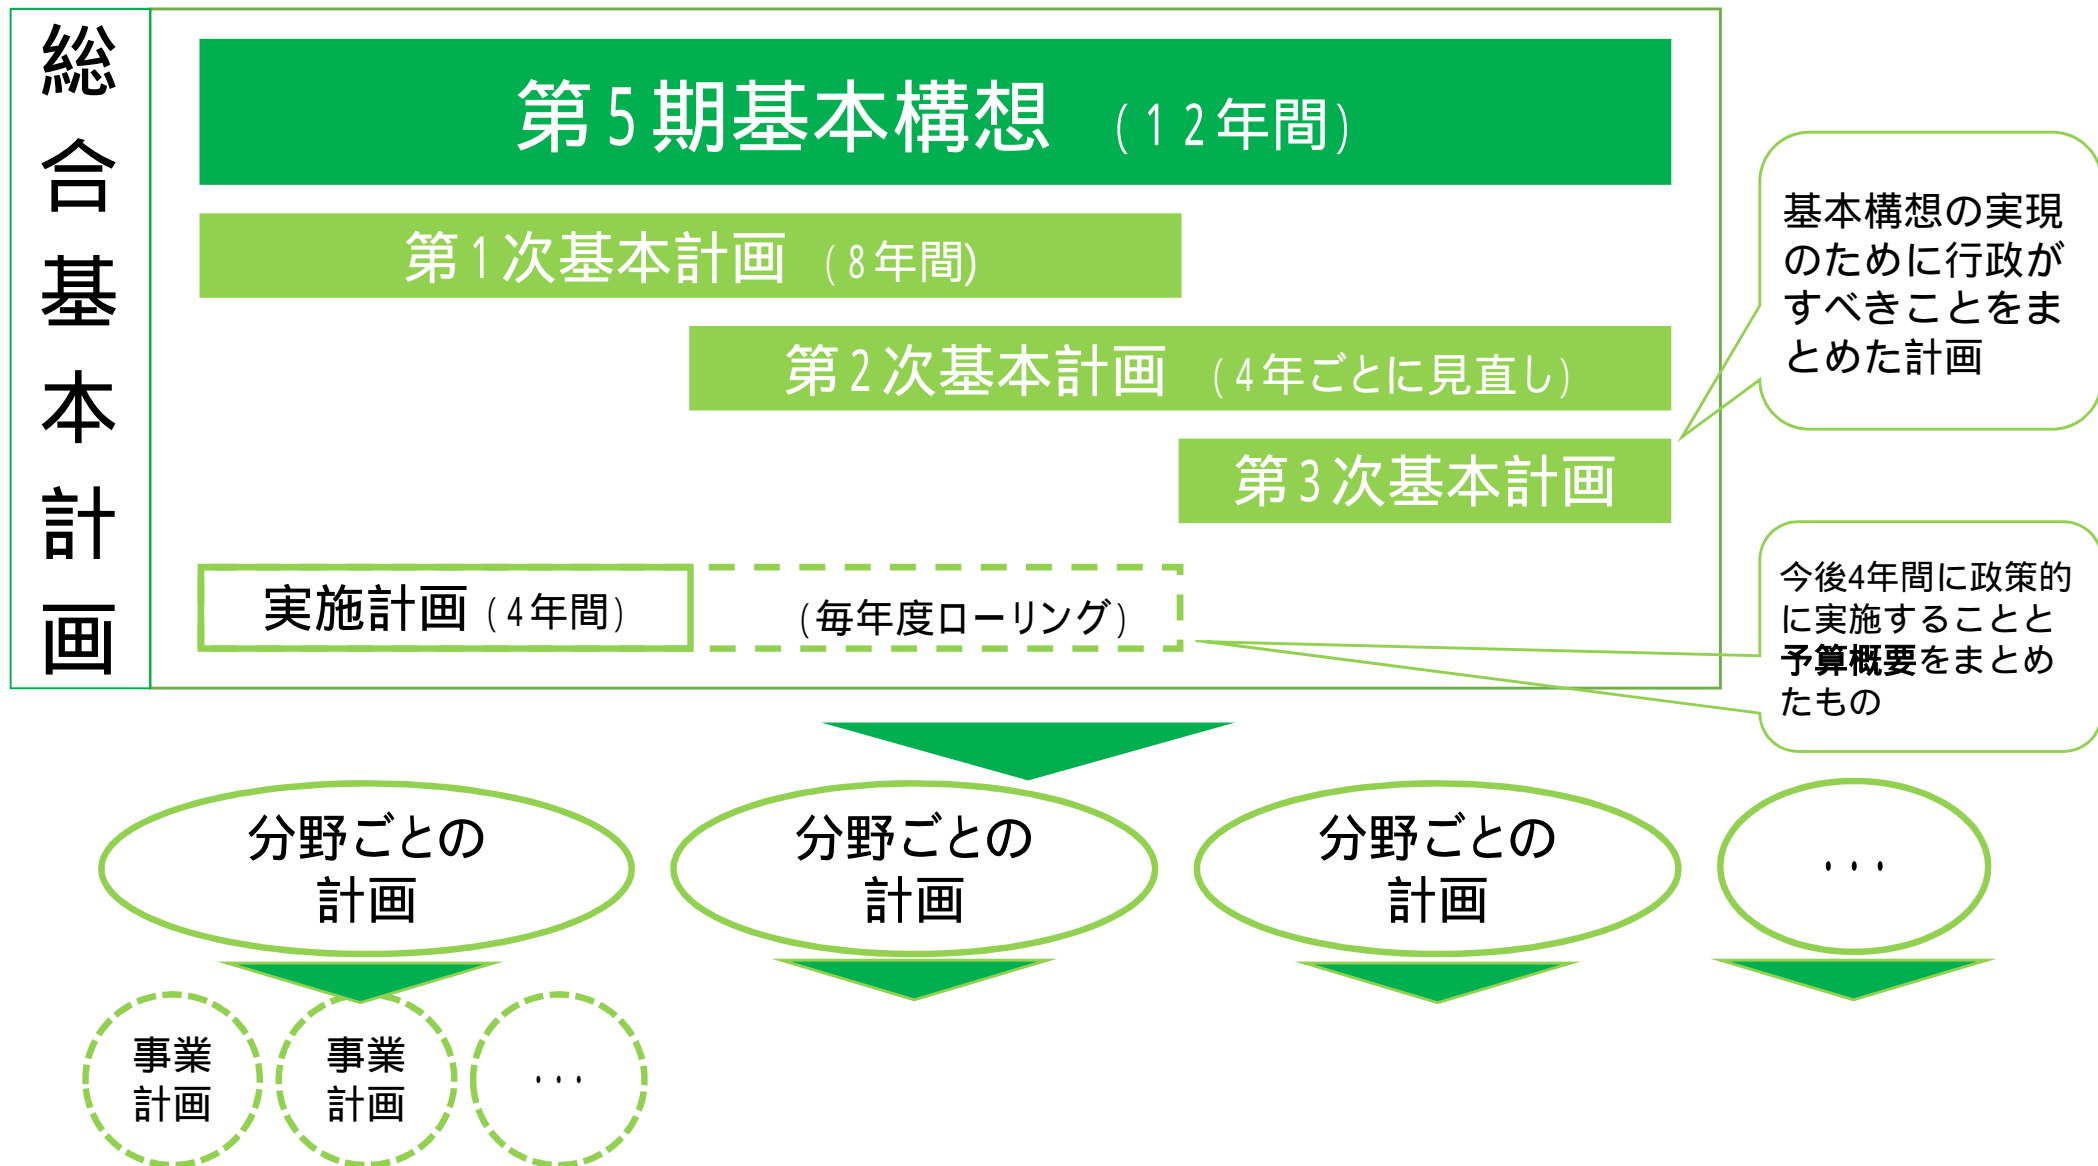 総合基本計画
第5期基本構想 (12年間)
第1次基本計画 (8年間)
第2次基本計画 (4年ごとに見直し)
第3次基本計画
実施計画(4年間)
(毎年度ローリング)
基本構想の実現
のために行政が
すべきことをま
とめた計画
今後4年間に政策的
に実施することと
予算概要をまとめ
たもの
分野ごとの
計画
分野ごとの
計画
分野ごとの
計画
・・・
事業
計画
事業
計画
・・・